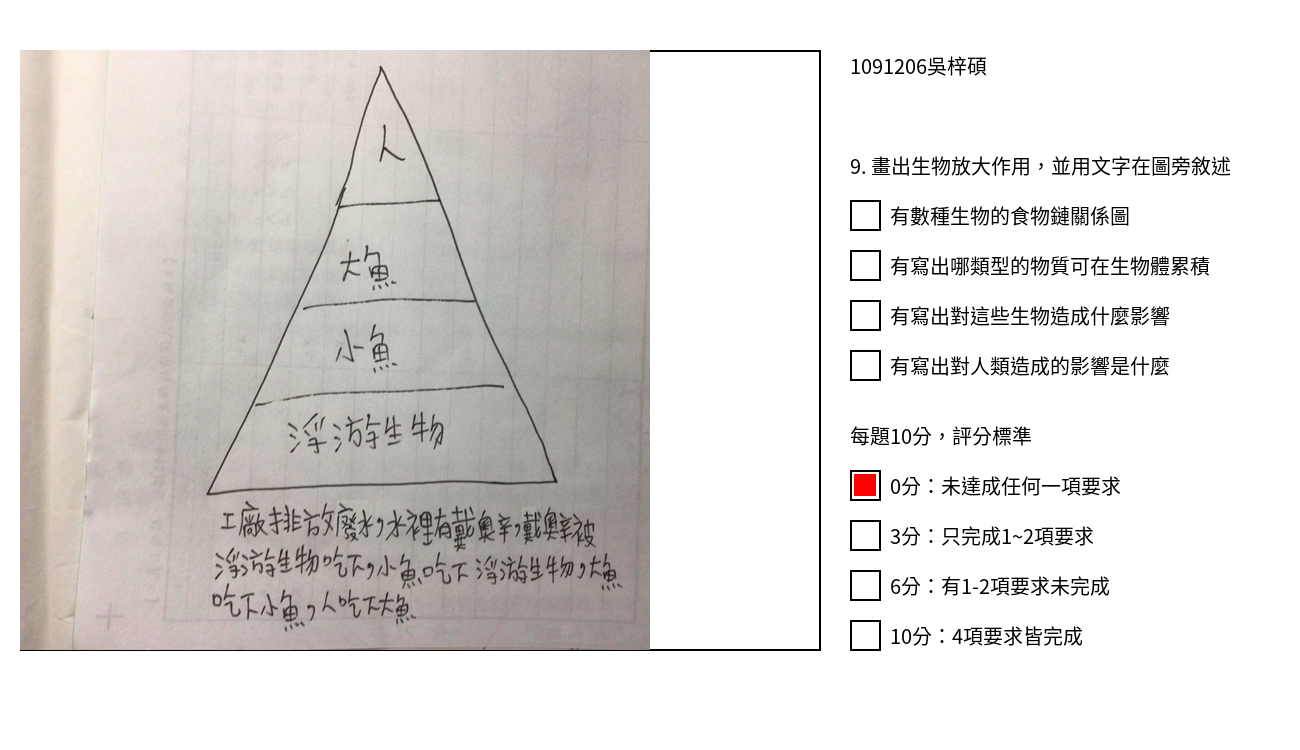 人
大魚
小魚
浮游生物
工廠排放廢水，水裡有戴奧辛，戴奧辛被
浮游生物吃下，小魚吃下浮游生物，大魚
吃下小魚，人吃下大魚
1091206吳梓碩
9. 畫出生物放大作用，並用文字在圖旁敘述
有數種生物的食物鏈關係圖
有寫出哪類型的物質可在生物體累積
有寫出對這些生物造成什麼影響
有寫出對人類造成的影響是什麼
每題10分，評分標準
0分：未達成任何一項要求
3分：只完成1~2項要求
6分：有1-2項要求未完成
10分：4項要求皆完成